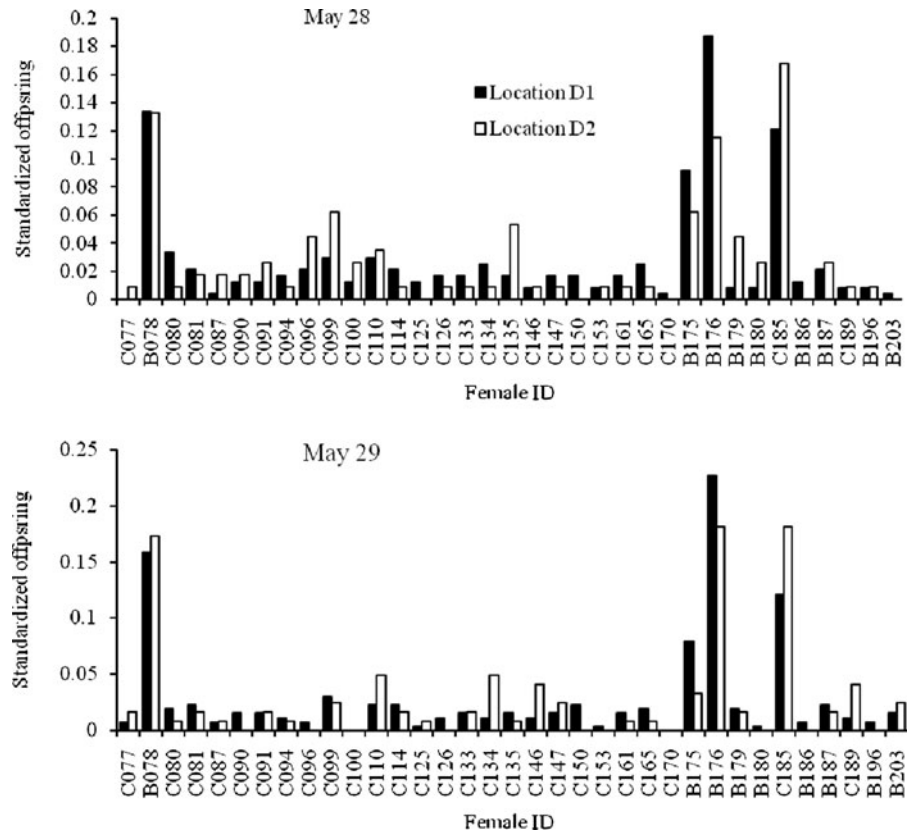 May 28
Standardized offpsring
0.2
0.18
0.16
0.14
0.12
0.1
0.08
0.06
0.04
0.02
0
Location D1
Location D2
C077 B078 C080 C081 C087 C090 C091 C094 C096 C099 C100 C110 C114 C125 C126 C133 C134 C135 C146 C147 C150 C153 C161 C165 C170 B175 B176 B179 B180 C185 B186 B187 C189 B196 B203
Female ID
May 29
Standardized offpsring
0.25
0.2
0.15
0.1
0.05
0
C077 B078 C080 C081 C087 C090 C091 C094 C096 C099 C100 C110 C114 C125 C126 C133 C134 C135 C146 C147 C150 C153 C161 C165 C170 B175 B176 B179 B180 C185 B186 B187 C189 B196 B203
Female ID